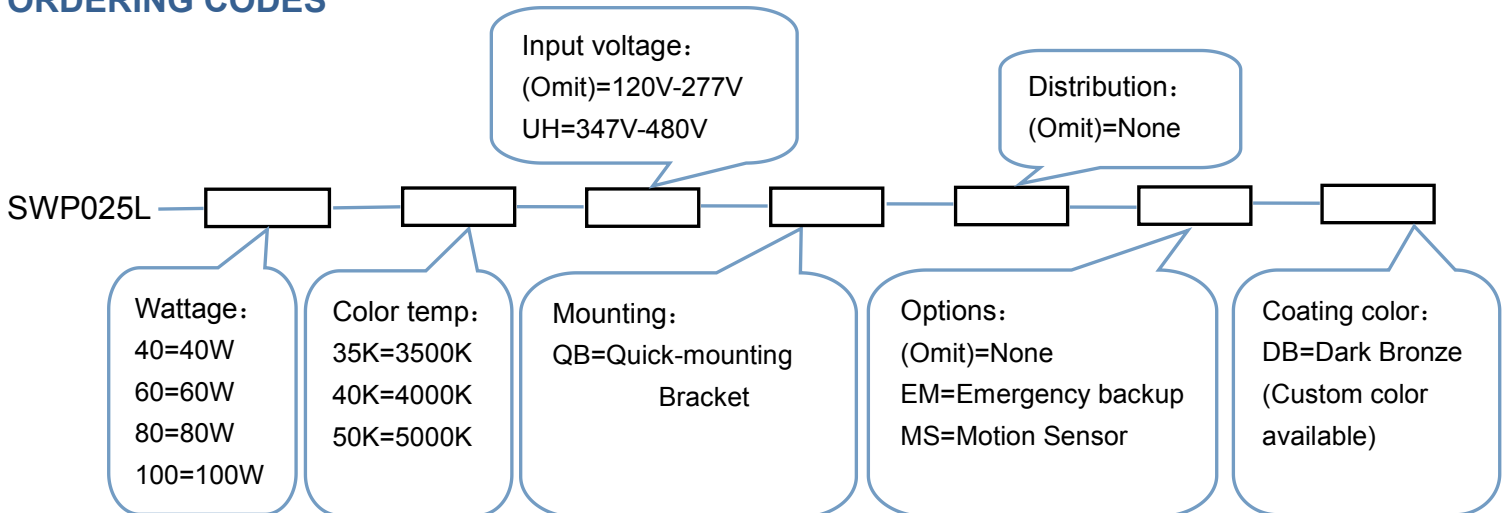 ORDERING CODES
Input voltage：
(Omit)=120V-277V
UH=347V-480V
Distribution：
(Omit)=None
SWP025L
Wattage：
40=40W
60=60W
80=80W
100=100W
Color temp：
35K=3500K
40K=4000K
50K=5000K
Mounting：
QB=Quick-mounting
Bracket
Options：
(Omit)=None
EM=Emergency backup
MS=Motion Sensor
Coating color：
DB=Dark Bronze
(Custom color
available)